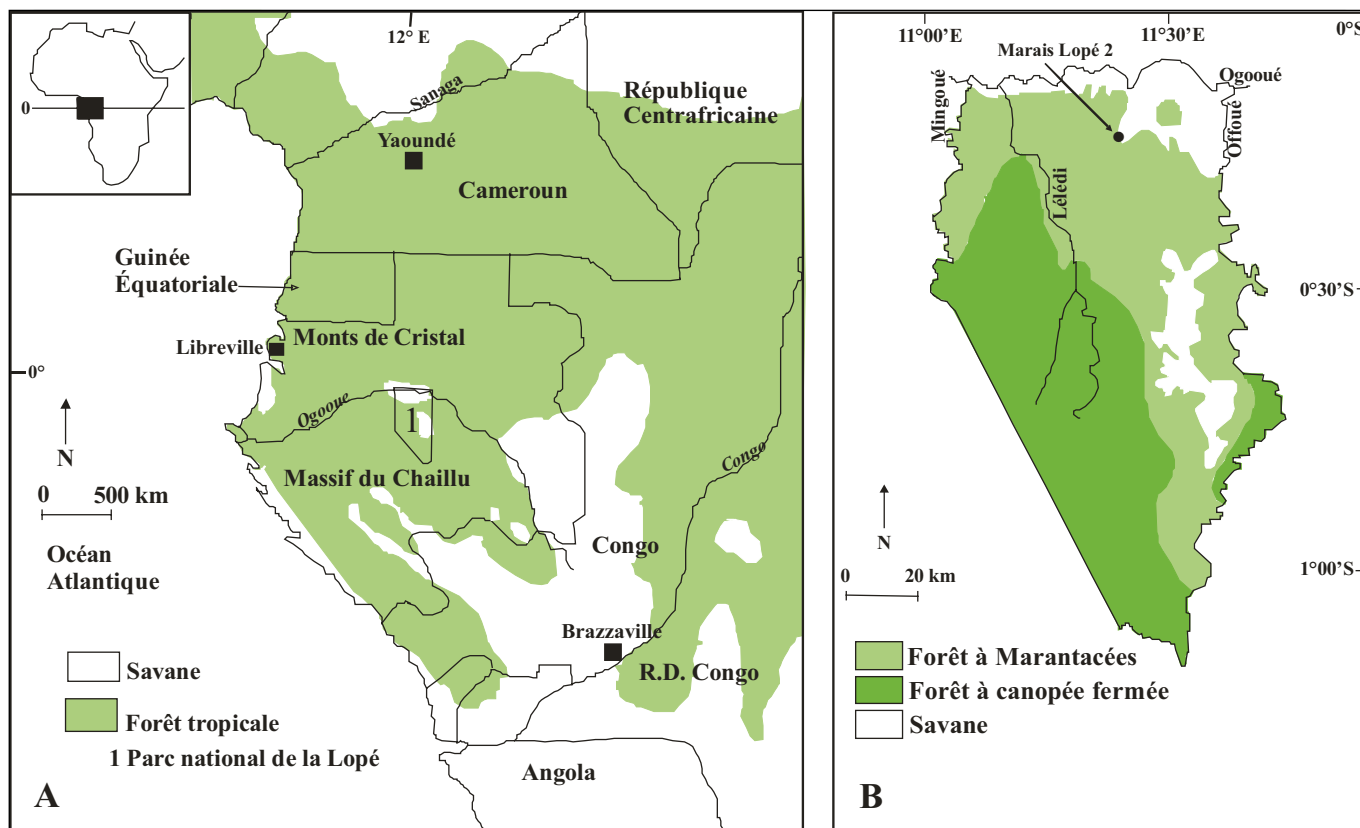 0
12° E
Sanaga
République
Centrafricaine
Yaoundé
Cameroun
Guinée
Équatoriale
Libreville
Monts de Cristal
0°
Ogooue
1
N
Massif du Chaillu
Congo
0 500 km
Océan
Atlantique
Congo
Brazzaville
R.D. Congo
Savane
Forêt tropicale
1 Parc national de la Lopé
Angola
A
11°00’E
11°30’E
0°S
Marais Lopé 2
Ogooué
Mingoué
Offoué
Lélédi
0°30’S
N
0 20 km
1°00’S
Forêt à Marantacées
Forêt à canopée fermée
Savane
B